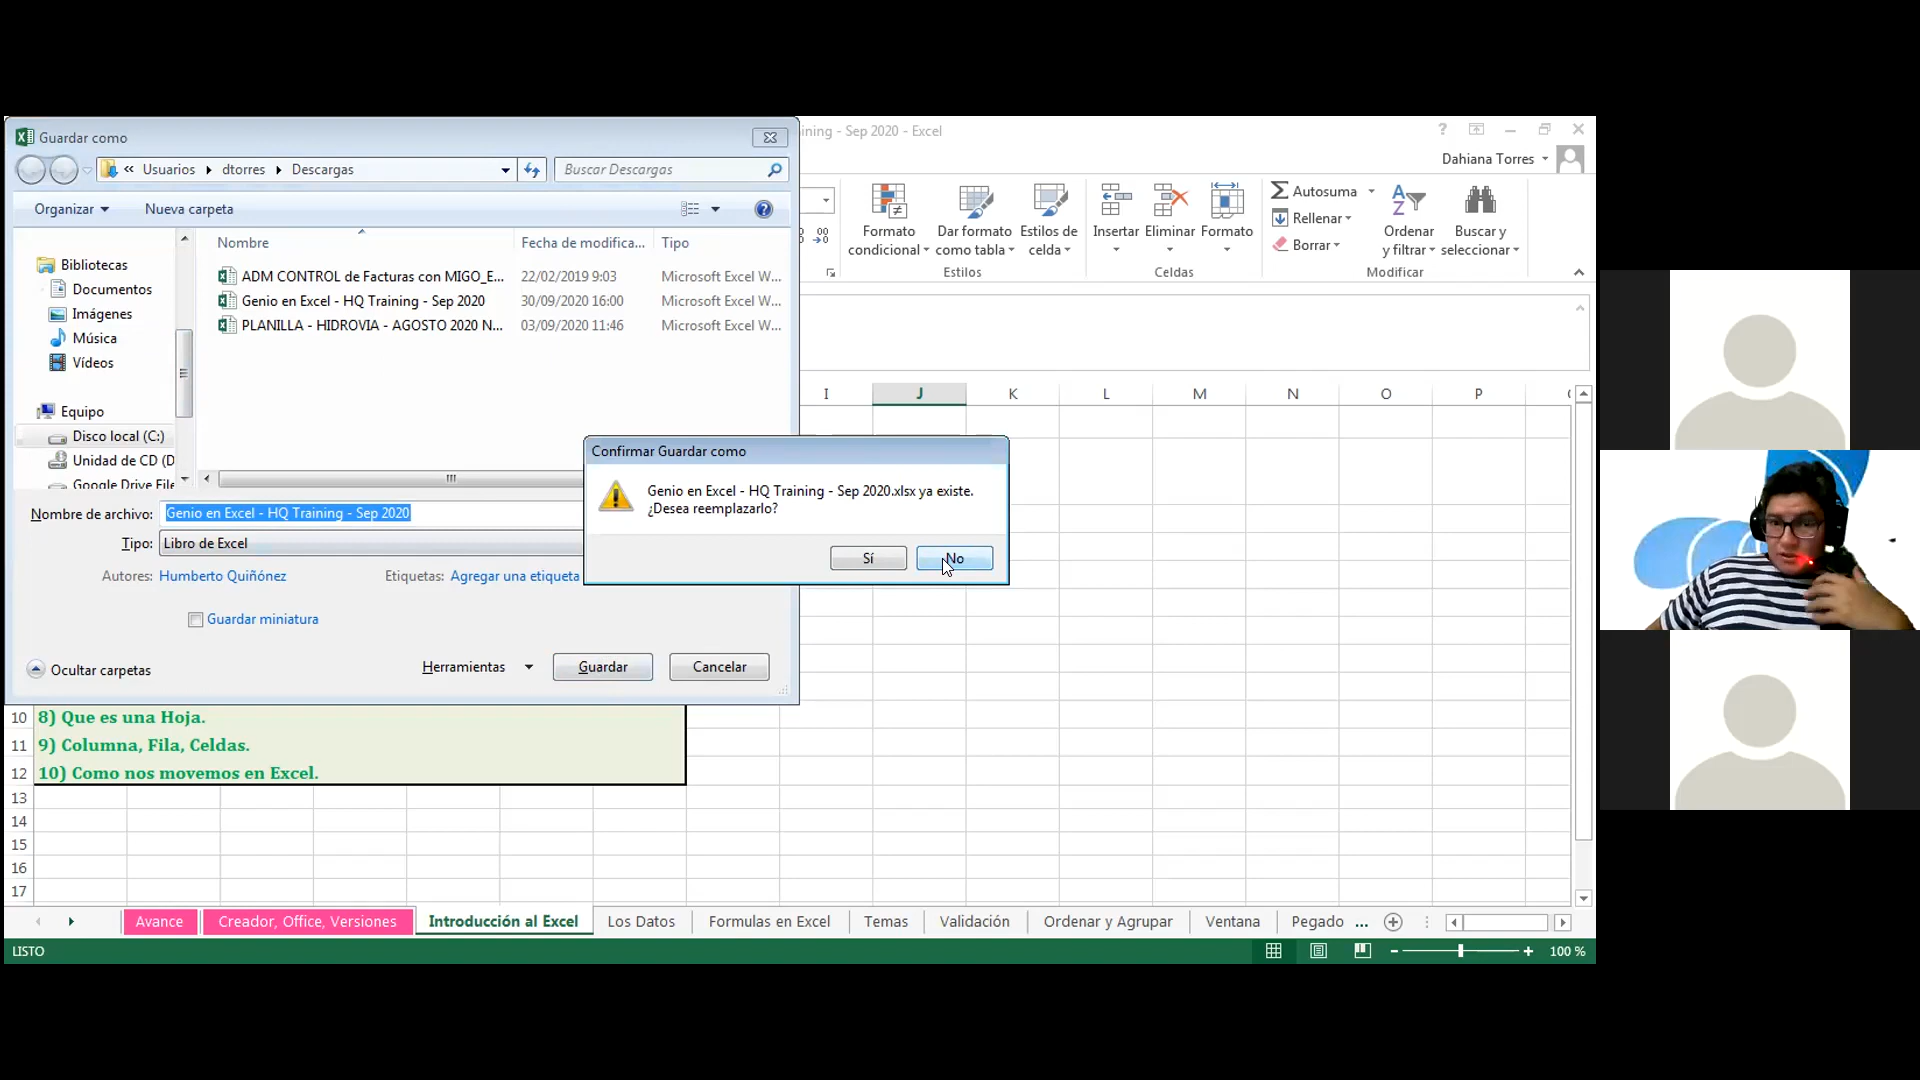 Guardar como
Usuarios
dtorres
Descargas
Buscar Descargas
Organizar
Nueva carpeta
Nombre
Fecha de modifica...
Tipo
ADM CONTROL de Facturas con MIGO_E...
22/02/2019 9:03
Microsoft Excel W...
Genio en Excel - HQ Training - Sep 2020
30/09/2020 16:00
Microsoft Excel W...
PLANILLA - HIDROVIA - AGOSTO 2020 N...
03/09/2020 11:46
Microsoft Excel W...
Bibliotecas
Documentos
Imágenes
Música
Vídeos
Equipo
Disco local (C:)
Unidad de CD (D
Google Drive File
Nombre de archivo:
Genio en Excel - HQ Training - Sep 2020
Tipo:
Libro de Excel
Autores:
Humberto Quiñónez
Etiquetas:
Agregar una etiqueta
Guardar miniatura
Ocultar carpetas
Herramientas
Guardar
Cancelar
Confirmar Guardar como
Genio en Excel - HQ Training - Sep 2020.xlsx ya existe.
¿Desea reemplazarlo?
Sí
No
ining - Sep 2020 - Excel
Dahiana Torres
Formato condicional
Dar formato como tabla
Estilos de celda
Estilos
Insertar
Eliminar
Formato
Celdas
Autosuma
Rellenar
Borrar
Ordenar y filtrar
Buscar y seleccionar
Modificar
I J K L M N O P
10 8) Que es una Hoja.
11 9) Columna, Fila, Celdas.
12 10) Como nos movemos en Excel.
13
14
15
16
17
Avance
Creador, Office, Versiones
Introducción al Excel
Los Datos
Formulas en Excel
Temas
Validación
Ordenar y Agrupar
Ventana
Pegado ...
LISTO
100 %